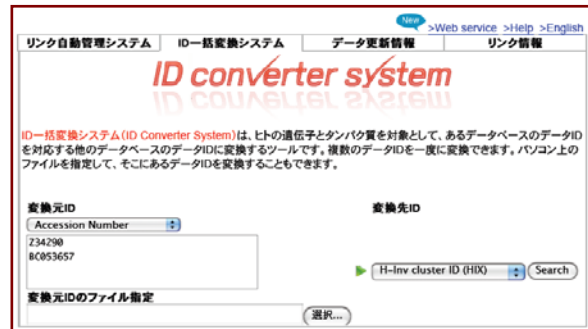 New >Web service >Help >English
リンク自動管理システム ID一括変換システム データ更新情報 リンク情報
ID converter system
ID一括変換システム(ID Converter System)は、ヒトの遺伝子とタンパク質を対象として、あるデータベースのデータID
を対応する他のデータベースのデータIDに変換するツールです。複数のデータIDを一度に変換できます。パソコン上の
ファイルを指定して、そこにあるデータIDを変換することもできます。
変換元ID 変換先ID
Accession Number
Z34290
BC053657
H-Inv cluster ID (HIX) Search
変換元IDのファイル指定
選択...